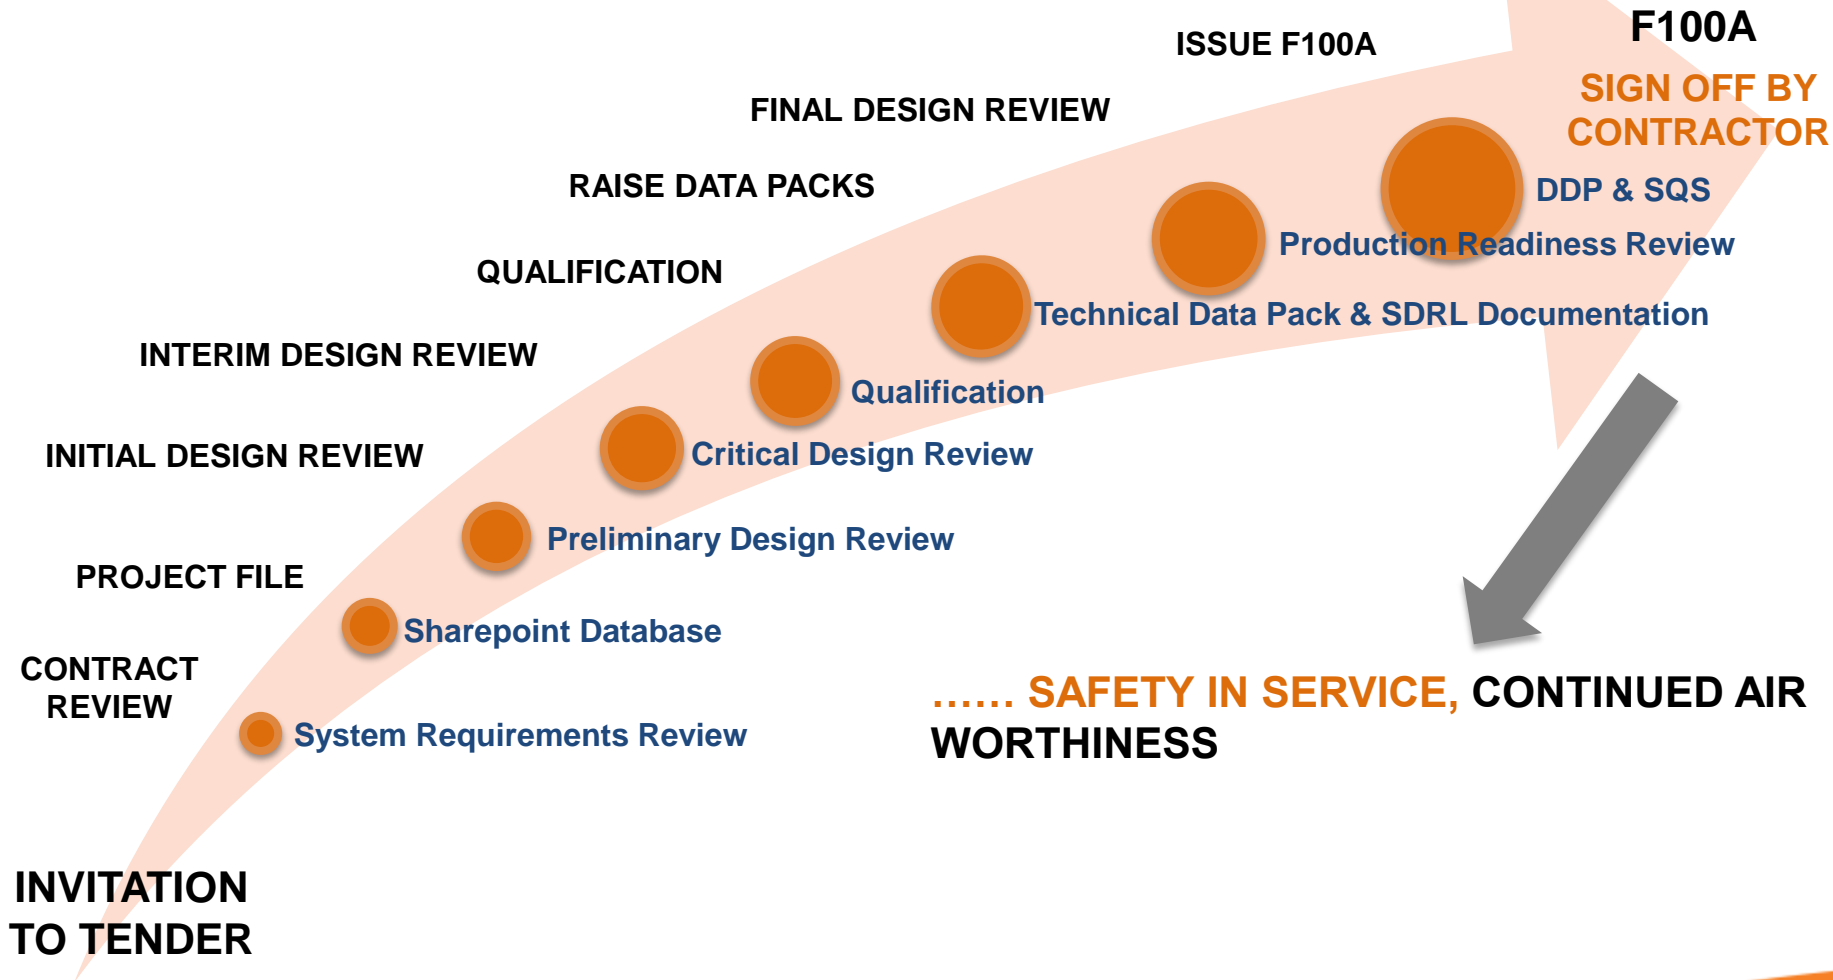 F100A
ISSUE F100A
SIGN OFF BY
CONTRACTOR
FINAL DESIGN REVIEW
RAISE DATA PACKS
DDP & SQS
Production Readiness Review
QUALIFICATION
Technical Data Pack & SDRL Documentation
INTERIM DESIGN REVIEW
Qualification
INITIAL DESIGN REVIEW
Critical Design Review
Preliminary Design Review
PROJECT FILE
Sharepoint Database
CONTRACT
REVIEW
System Requirements Review
…… SAFETY IN SERVICE, CONTINUED AIR
WORTHINESS
INVITATION
TO TENDER